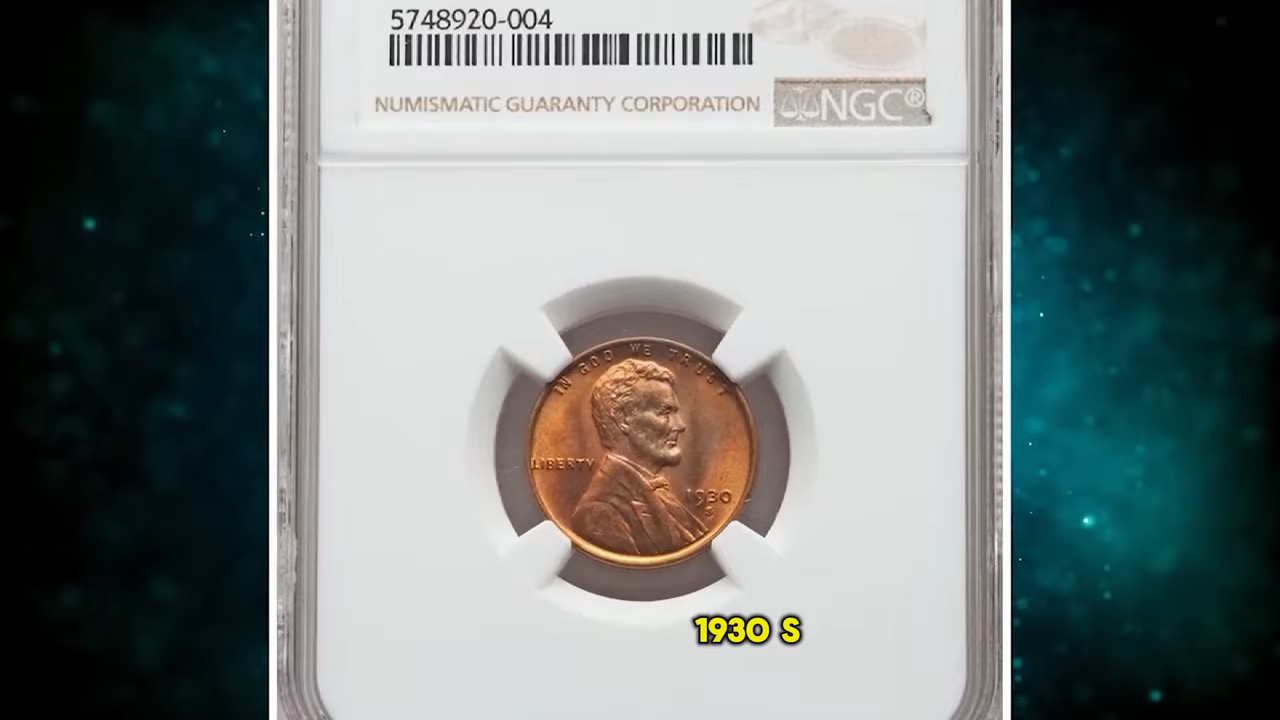 5748920-004
NUMISMATIC GUARANTY CORPORATION
NGC®
IN GOD WE TRUST
LIBERTY
1930
S
1930 S